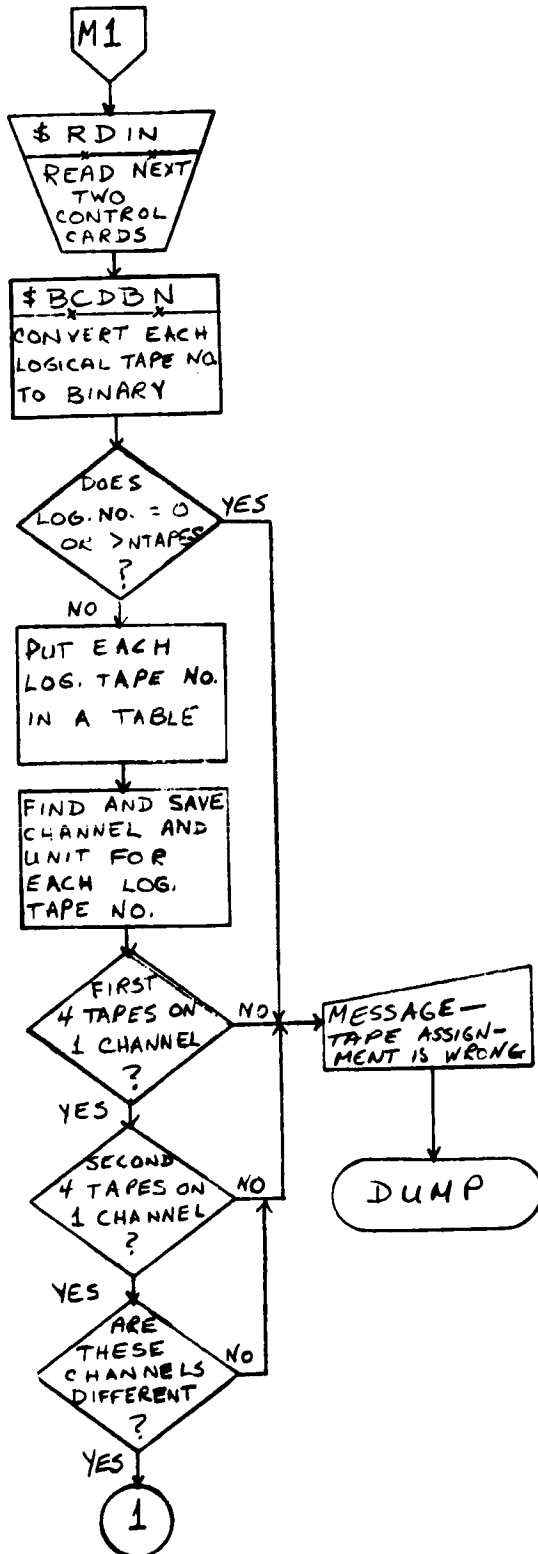 M1
$ RDIN
READ NEXT
TWO
CONTROL
CARDS
$ BCDBN
CONVERT EACH
LOGICAL TAPE NO.
TO BINARY
DOES
LOG. NO. = 0
OR >NTAPES
?
YES
NO
PUT EACH
LOG. TAPE NO.
IN A TABLE
FIND AND SAVE
CHANNEL AND
UNIT FOR
EACH LOG.
TAPE NO.
FIRST
4 TAPES ON
1 CHANNEL
?
NO
YES
MESSAGE—
TAPE ASSIGN-
MENT IS WRONG
DUMP
SECOND
4 TAPES ON
1 CHANNEL
?
NO
YES
ARE
THESE
CHANNELS
DIFFERENT
?
NO
YES
1